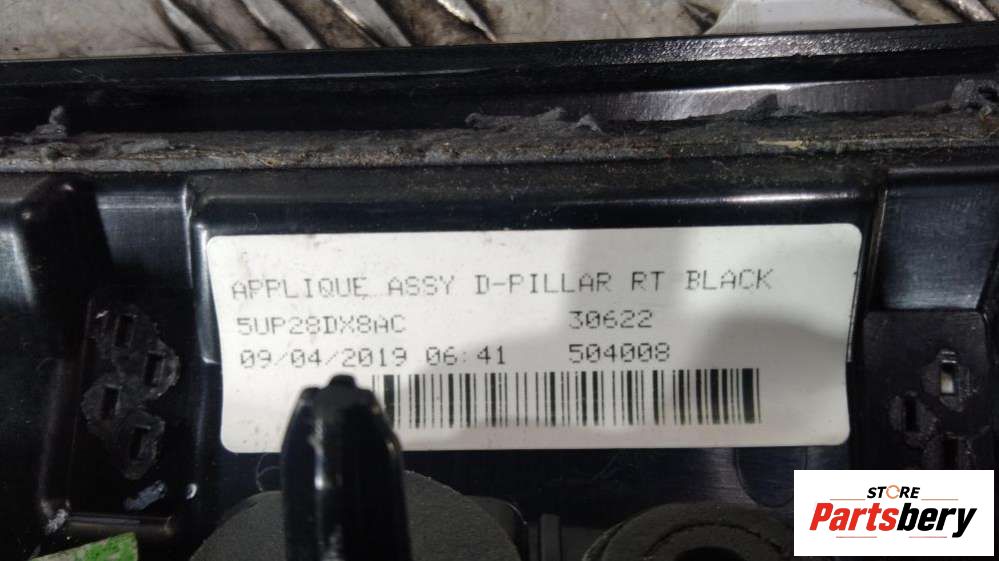 APPLIQUE ASSY D-PILLAR RT BLACK
5UP28DX8AC 30622
09/04/2019 06:41 504008
STORE
Partsbery